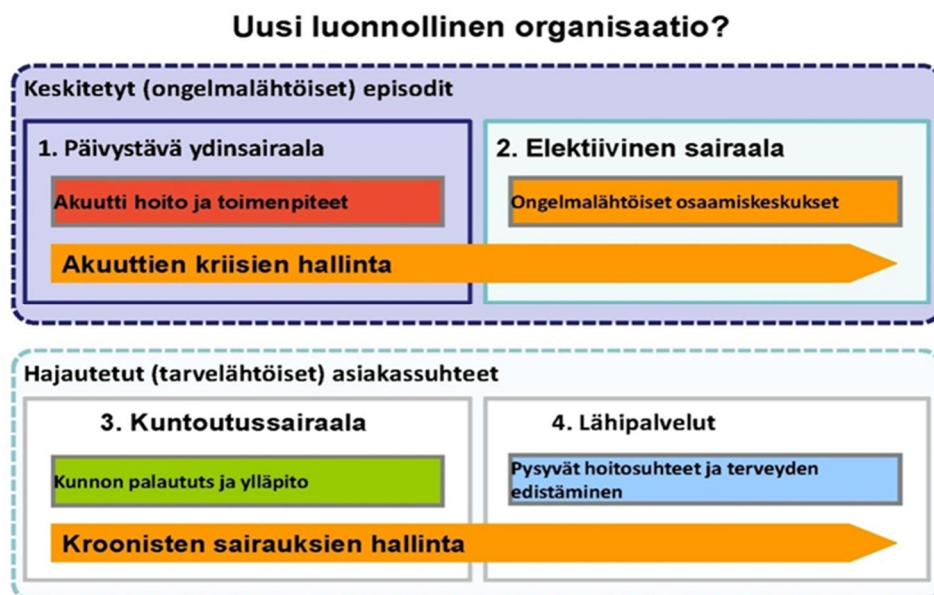 Uusi luonnollinen organisaatio?
Keskitetyt (ongelmalähtöiset) episodit
1. Päivystävä ydinsairaala
Akuutti hoito ja toimenpiteet
2. Elektiivinen sairaala
Ongelmalähtöiset osaamiskeskukset
Akuuttien kriisien hallinta
Hajautetut (tarvelähtöiset) asiakassuhteet
3. Kuntoutussairaala
Kunnon palaututs ja ylläpito
4. Lähipalvelut
Pysyvät hoitosuhteet ja terveyden
edistäminen
Kroonisten sairauksien hallinta